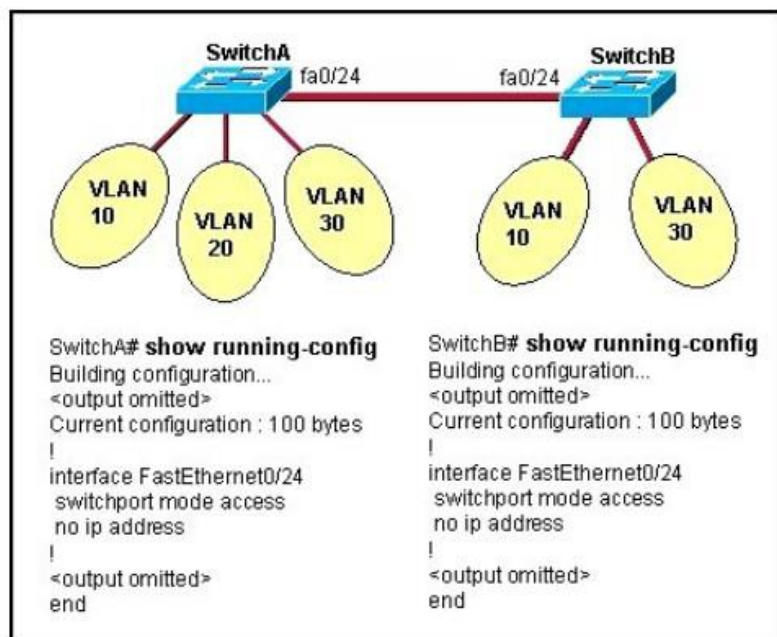 SwitchA
SwitchB
fa0/24
fa0/24
VLAN
10
VLAN
20
VLAN
30
VLAN
10
VLAN
30
SwitchA# show running-config
Building configuration...
<output omitted>
Current configuration : 100 bytes
!
interface FastEthernet0/24
switchport mode access
no ip address
!
<output omitted>
end
SwitchB# show running-config
Building configuration...
<output omitted>
Current configuration : 100 bytes
!
interface FastEthernet0/24
switchport mode access
no ip address
!
<output omitted>
end